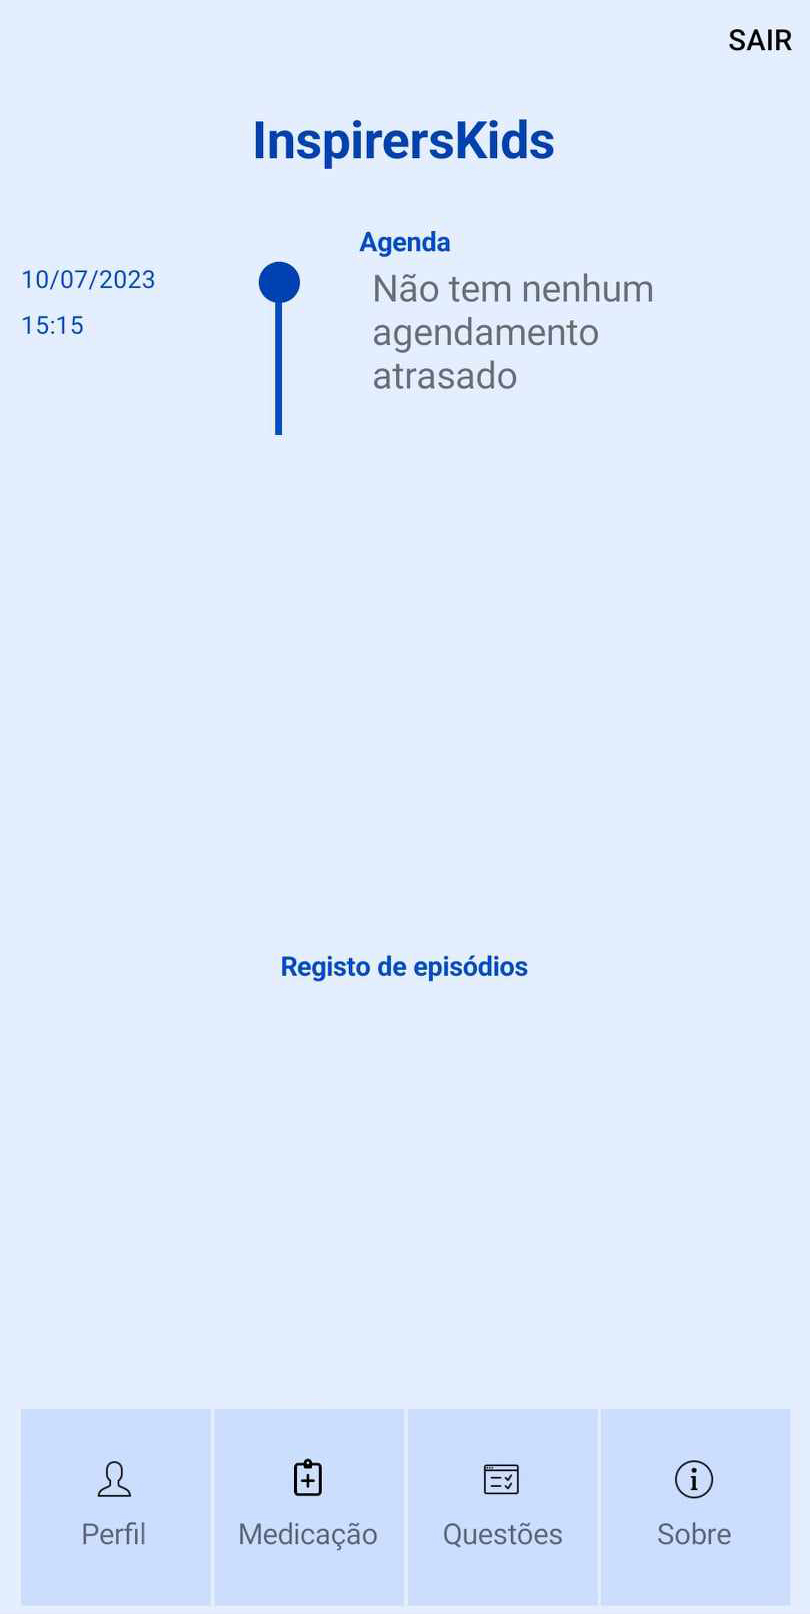 SAIR
InspirersKids
Agenda
10/07/2023
15:15
Não tem nenhum
agendamento
atrasado
Registo de episódios
Perfil
Medicação
Questões
Sobre